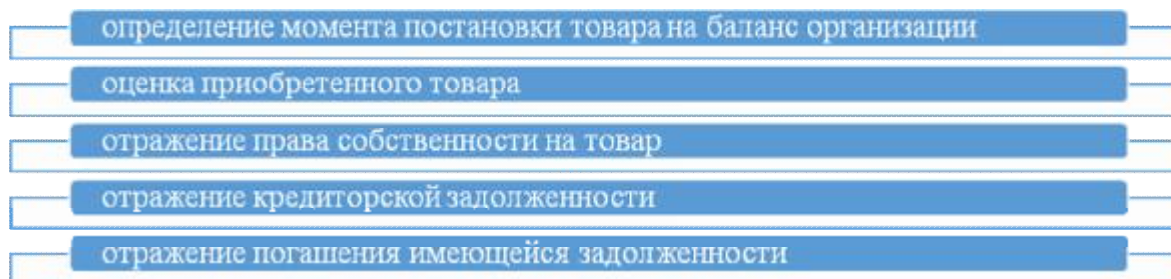 определение момента постановки товара на баланс организации
оценка приобретенного товара
отражение права собственности на товар
отражение кредиторской задолженности
отражение погашения имеющейся задолженности